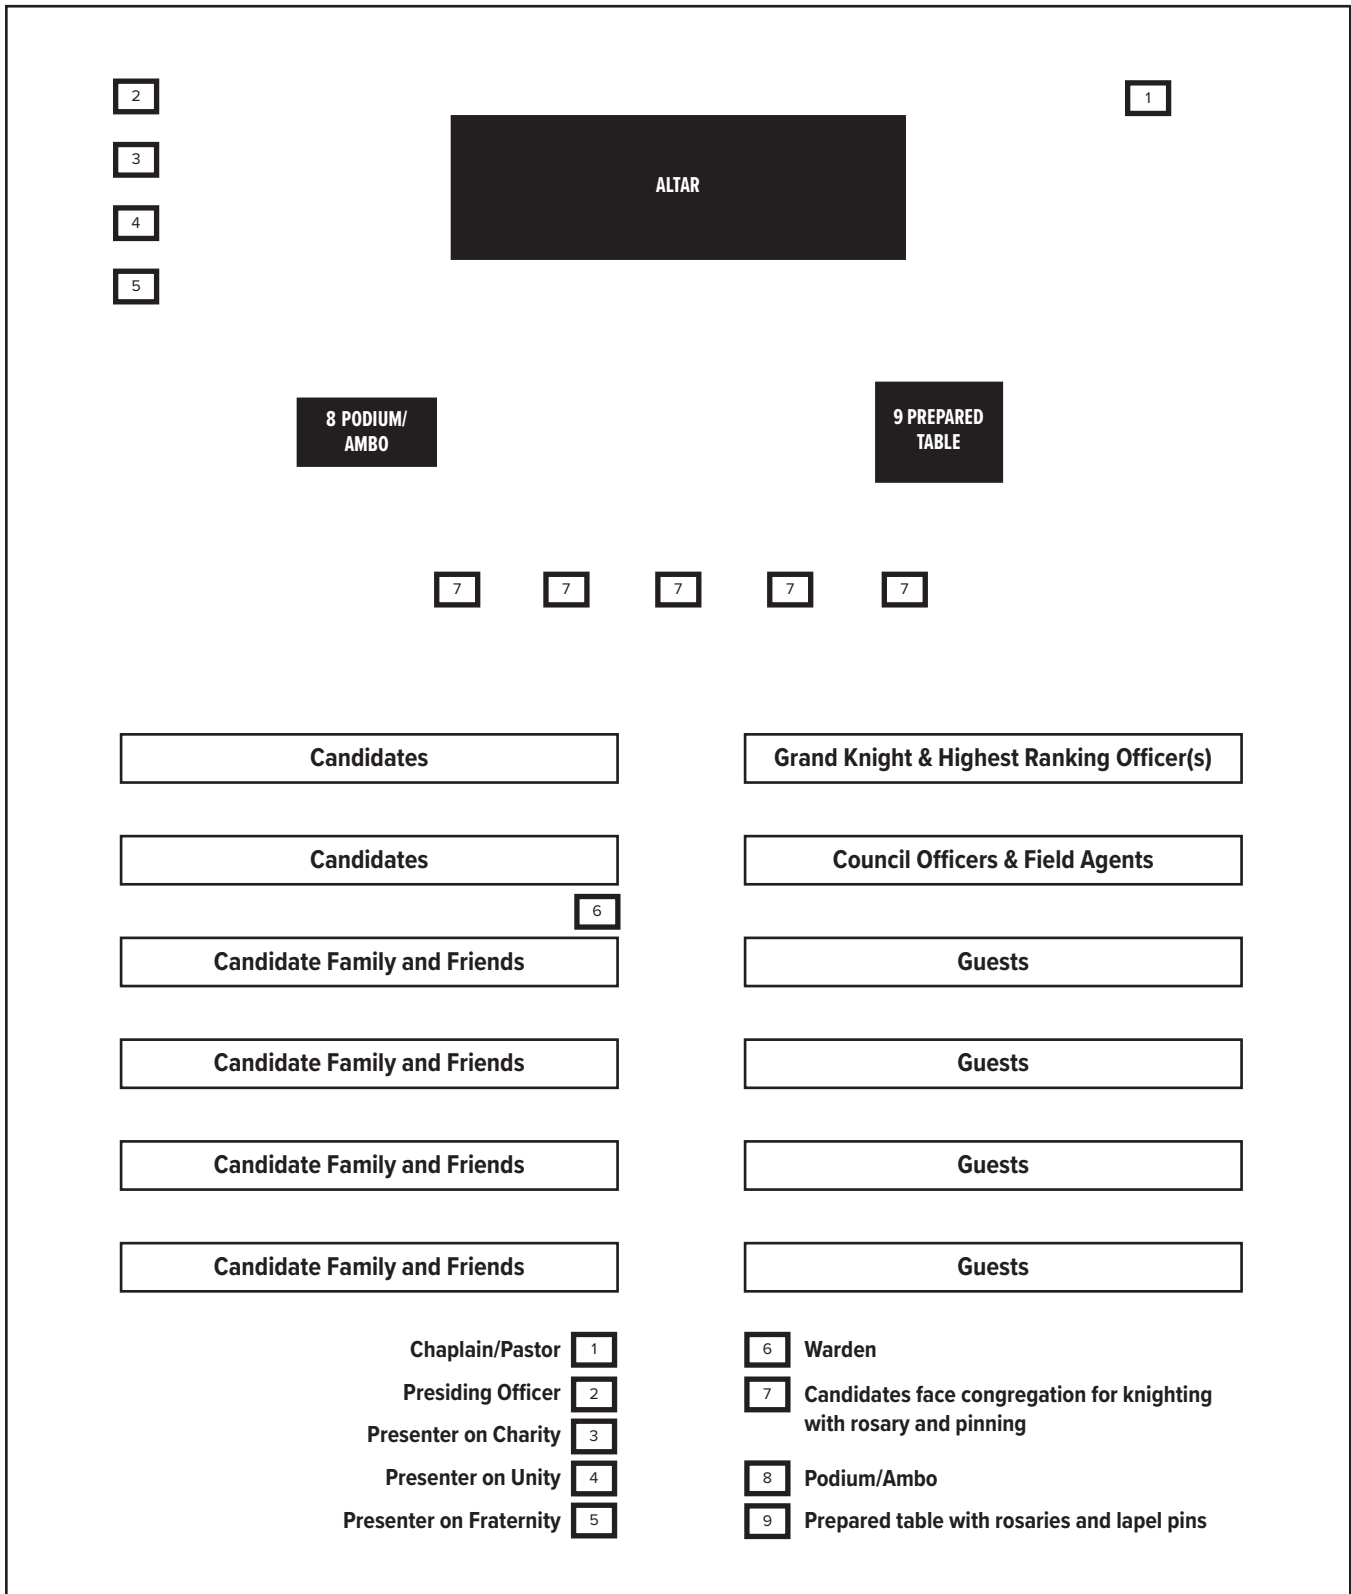 2
1
3
ALTAR
4
5
8 PODIUM/
AMBO
9 PREPARED
TABLE
7 7 7 7 7
Candidates
Grand Knight & Highest Ranking Officer(s)
Candidates
Council Officers & Field Agents
6
Candidate Family and Friends
Guests
Candidate Family and Friends
Guests
Candidate Family and Friends
Guests
Candidate Family and Friends
Guests
Chaplain/Pastor 1
Presiding Officer 2
Presenter on Charity 3
Presenter on Unity 4
Presenter on Fraternity 5
6 Warden
7 Candidates face congregation for knighting
with rosary and pinning
8 Podium/Ambo
9 Prepared table with rosaries and lapel pins